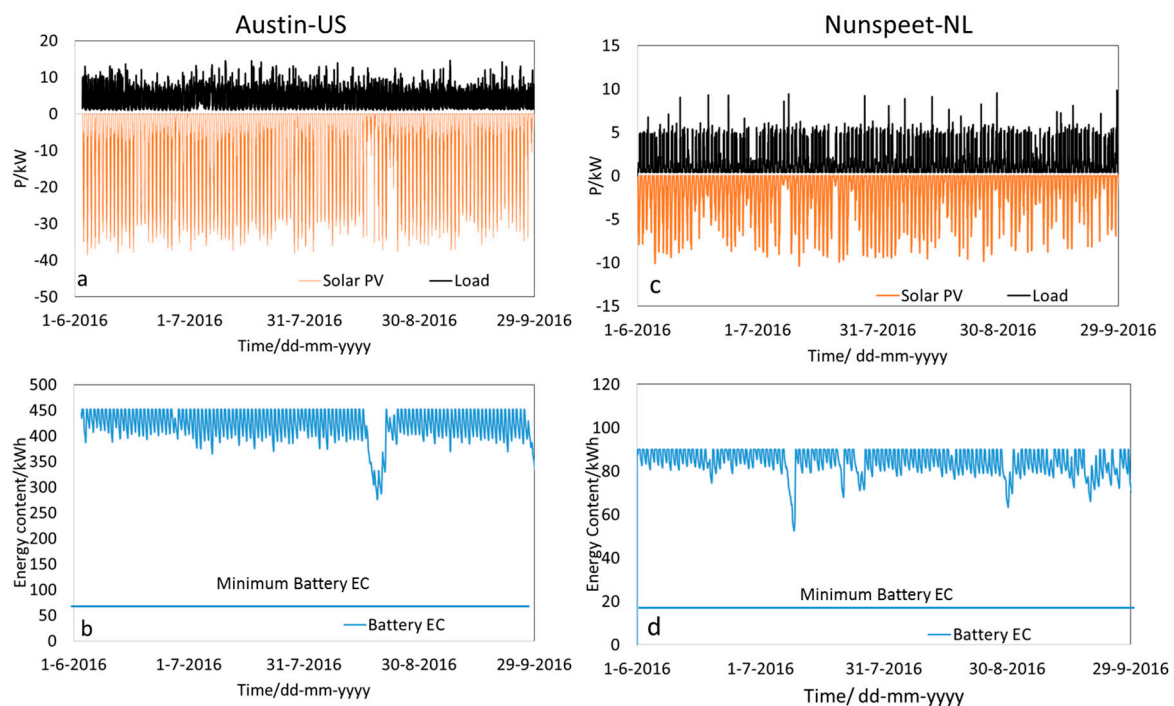 Austin-US
20
10
0
-10
-20
-30
-40
-50
P/kW
a
Solar PV
Load
1-6-2016 1-7-2016 31-7-2016 30-8-2016 29-9-2016
Time/dd-mm-yyyy
Nunspeet-NL
15
10
5
0
-5
-10
-15
P/kW
c
Solar PV
Load
1-6-2016 1-7-2016 31-7-2016 30-8-2016 29-9-2016
Time/ dd-mm-yyyy
500
450
400
350
300
250
200
150
100
50
0
Energy content/kWh
Minimum Battery EC
b
Battery EC
1-6-2016 1-7-2016 31-7-2016 30-8-2016 29-9-2016
Time/dd-mm-yyyy
120
100
80
60
40
20
0
Energy Content/kWh
Minimum Battery EC
d
Battery EC
1-6-2016 1-7-2016 31-7-2016 30-8-2016 29-9-2016
Time/ dd-mm-yyyy